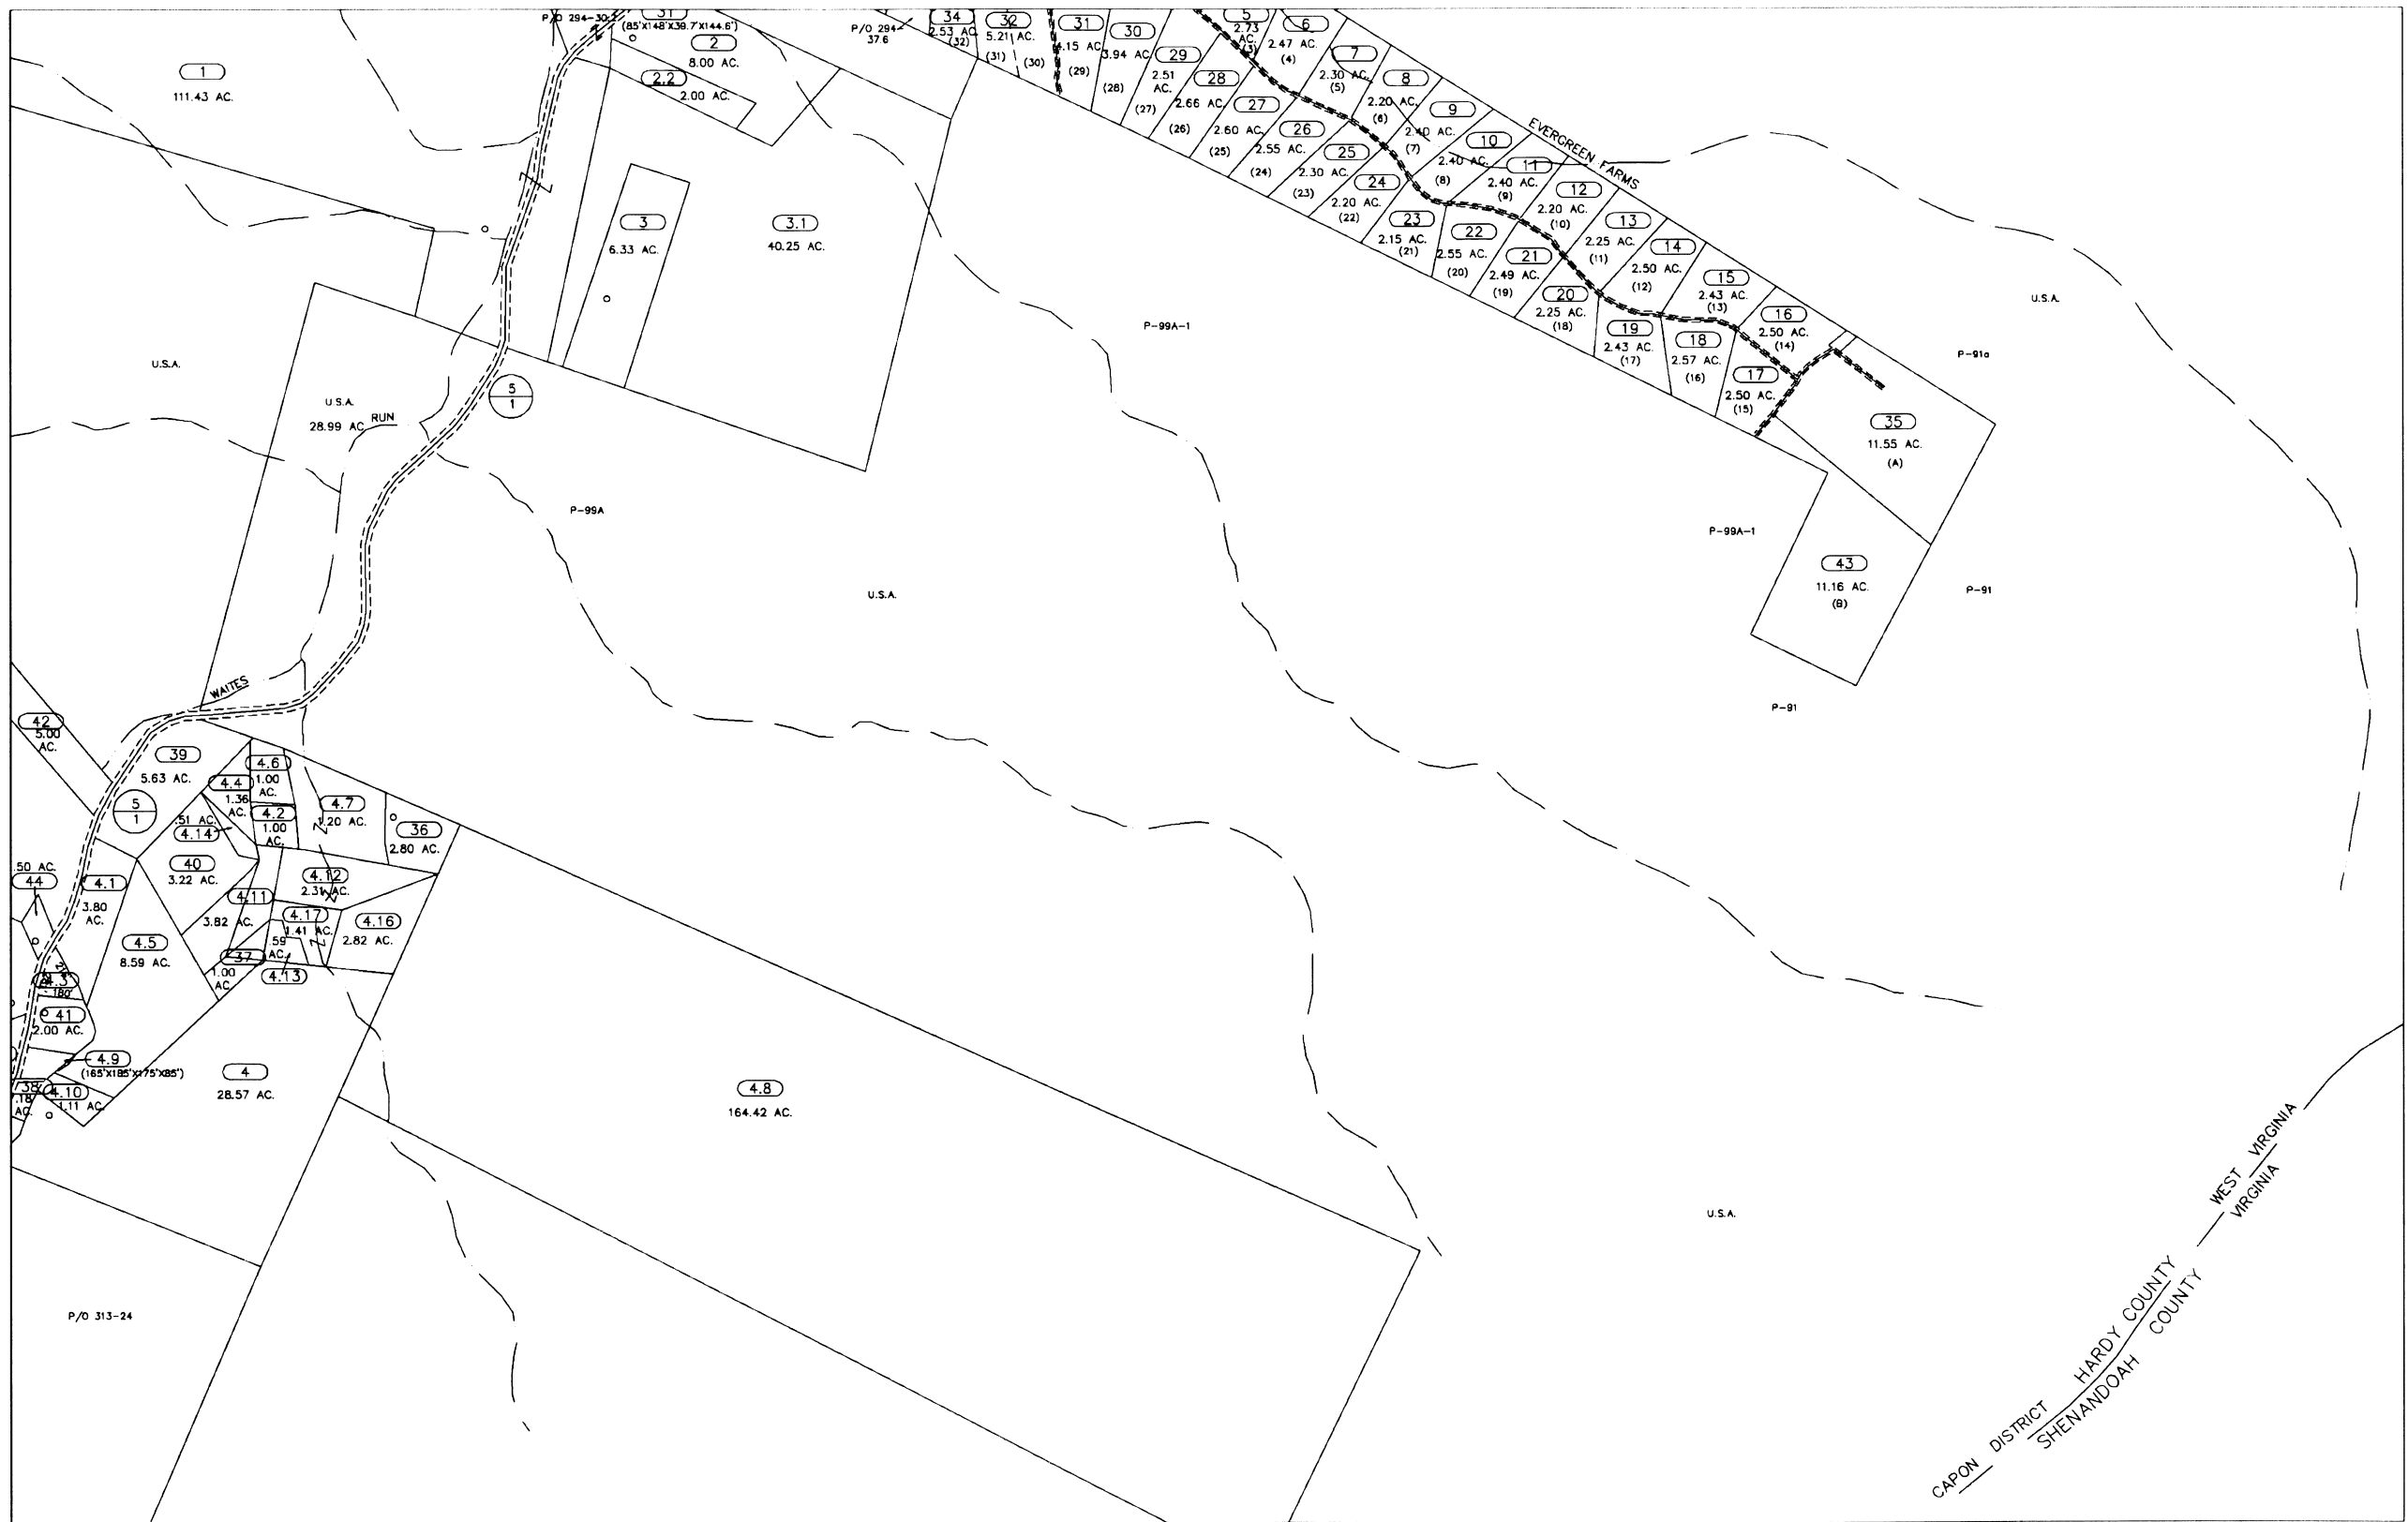 P/O 294-30.2
31
(85'X148'X39.7'X144.6')
2
8.00 AC.
2.2
2.00 AC.
1
111.43 AC.
P/O 294-
37.6
34
2.53 AC.
(32)
32
5.21 AC.
(31)
(30)
31
4.15 AC.
(29)
30
3.94 AC.
(28)
29
2.51
AC.
(27)
28
2.66 AC.
(26)
27
2.60 AC.
(25)
26
2.55 AC.
(24)
25
2.30 AC.
(23)
24
2.20 AC.
(22)
23
2.15 AC.
(21)
22
2.55 AC.
(20)
21
2.49 AC.
(19)
20
2.25 AC.
(18)
19
2.43 AC.
(17)
18
2.57 AC.
(16)
17
2.50 AC.
(15)
5
2.73
AC.
(3)
6
2.47 AC.
(4)
7
2.30 AC.
(5)
8
2.20 AC.
(6)
9
2.40 AC.
(7)
10
2.40 AC.
(8)
11
2.40 AC.
(9)
12
2.20 AC.
(10)
13
2.25 AC.
(11)
14
2.50 AC.
(12)
15
2.43 AC.
(13)
16
2.50 AC.
(14)
EVERGREEN FARMS
35
11.55 AC.
(A)
43
11.16 AC.
(B)
U.S.A.
P-91a
P-91
P-91
P-99A-1
P-99A-1
3
6.33 AC.
3.1
40.25 AC.
U.S.A.
U.S.A.
28.99 AC.
RUN
5
1
P-99A
U.S.A.
WAITES
42
5.00
AC.
39
5.63 AC.
5
1
4.6
1.00
AC.
4.4
1.36
AC.
4.2
1.00
AC.
4.7
1.20 AC.
36
2.80 AC.
.51 AC.
4.14
40
3.22 AC.
4.12
2.31 AC.
.50 AC.
44
4.1
3.80
AC.
4.11
3.82 AC.
4.17
1.41 AC.
4.16
2.82 AC.
4.5
8.59 AC.
.59
AC.
37
1.00
AC.
4.13
4.3
180'
41
2.00 AC.
4.9
(165'X185'X175'X85')
38
.18
AC.
4.10
1.11 AC.
4
28.57 AC.
4.8
164.42 AC.
P/O 313-24
U.S.A.
WEST VIRGINIA
VIRGINIA
CAPON DISTRICT HARDY COUNTY
SHENANDOAH COUNTY